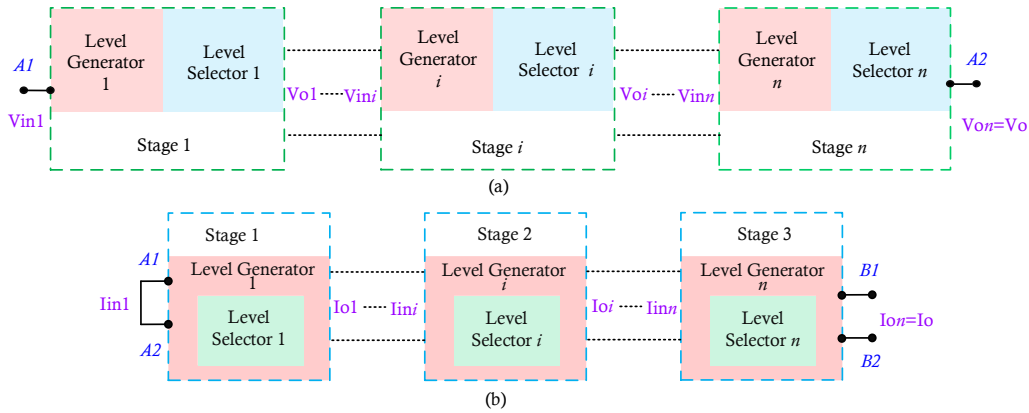 Level Generator 1
Level Selector 1
Level Generator i
Level Selector i
Level Generator n
Level Selector n
A1
A2
Vin1
Vo1
Vini
Voi
Vinn
Von=Vo
Stage 1
Stage i
Stage n
(a)
Stage 1
Stage 2
Stage 3
A1
Level Generator 1
Level Generator i
Level Generator n
B1
Iin1
Io1
Iini
Ioi
Iinn
Ion=Io
Level Selector 1
Level Selector i
Level Selector n
A2
B2
(b)